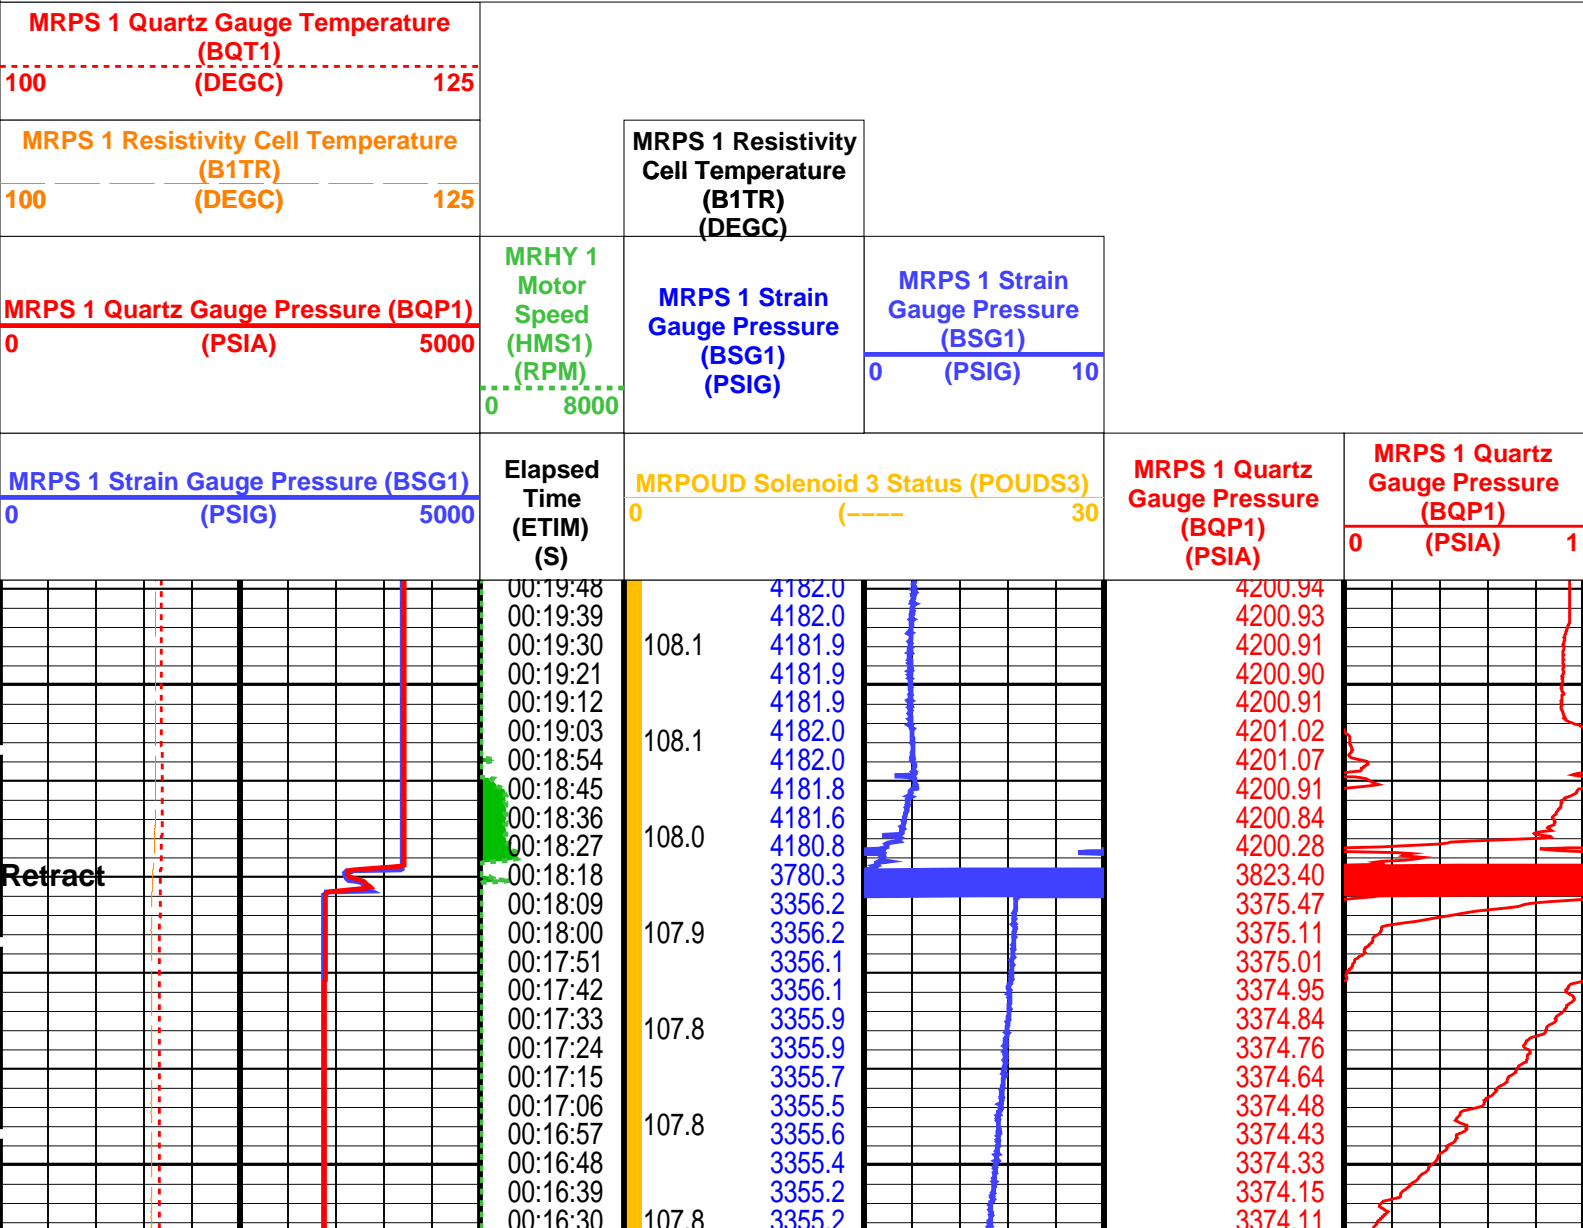 MRPS 1 Quartz Gauge Temperature
(BQT1)
100 (DEGC) 125
MRPS 1 Resistivity Cell Temperature
(B1TR)
100 (DEGC) 125
MRPS 1 Resistivity
Cell Temperature
(B1TR)
(DEGC)
MRPS 1 Quartz Gauge Pressure (BQP1)
0 (PSIA) 5000
MRHY 1
Motor
Speed
(HMS1)
(RPM)
0 8000
MRPS 1 Strain
Gauge Pressure
(BSG1)
(PSIG)
MRPS 1 Strain
Gauge Pressure
(BSG1)
0 (PSIG) 10
MRPS 1 Strain Gauge Pressure (BSG1)
0 (PSIG) 5000
Elapsed
Time
(ETIM)
(S)
MRPOUD Solenoid 3 Status (POUDS3)
0 (---- 30
MRPS 1 Quartz
Gauge Pressure
(BQP1)
(PSIA)
MRPS 1 Quartz
Gauge Pressure
(BQP1)
0 (PSIA) 1
00:19:48 4182.0 4200.94
00:19:39 4182.0 4200.93
00:19:30 108.1 4181.9 4200.91
00:19:21 4181.9 4200.90
00:19:12 4181.9 4200.91
00:19:03 108.1 4182.0 4201.02
00:18:54 4182.0 4201.07
00:18:45 4181.8 4200.91
00:18:36 4181.6 4200.84
00:18:27 108.0 4180.8 4200.28
Retract 00:18:18 3780.3 3823.40
00:18:09 3356.2 3375.47
00:18:00 107.9 3356.2 3375.11
00:17:51 3356.1 3375.01
00:17:42 3356.1 3374.95
00:17:33 107.8 3355.9 3374.84
00:17:24 3355.9 3374.76
00:17:15 3355.7 3374.64
00:17:06 3355.5 3374.48
00:16:57 107.8 3355.6 3374.43
00:16:48 3355.4 3374.33
00:16:39 3355.2 3374.15
00:16:30 107.8 3355.2 3374.11